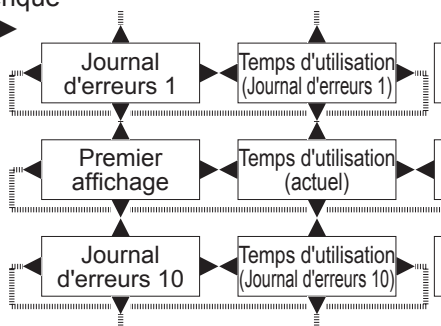 Journal Temps d'utilisation
d'erreurs 1 (Journal d'erreurs 1)
Premier Temps d'utilisation
affichage (actuel)
Journal Temps d'utilisation
d'erreurs 10 (Journal d'erreurs 10)